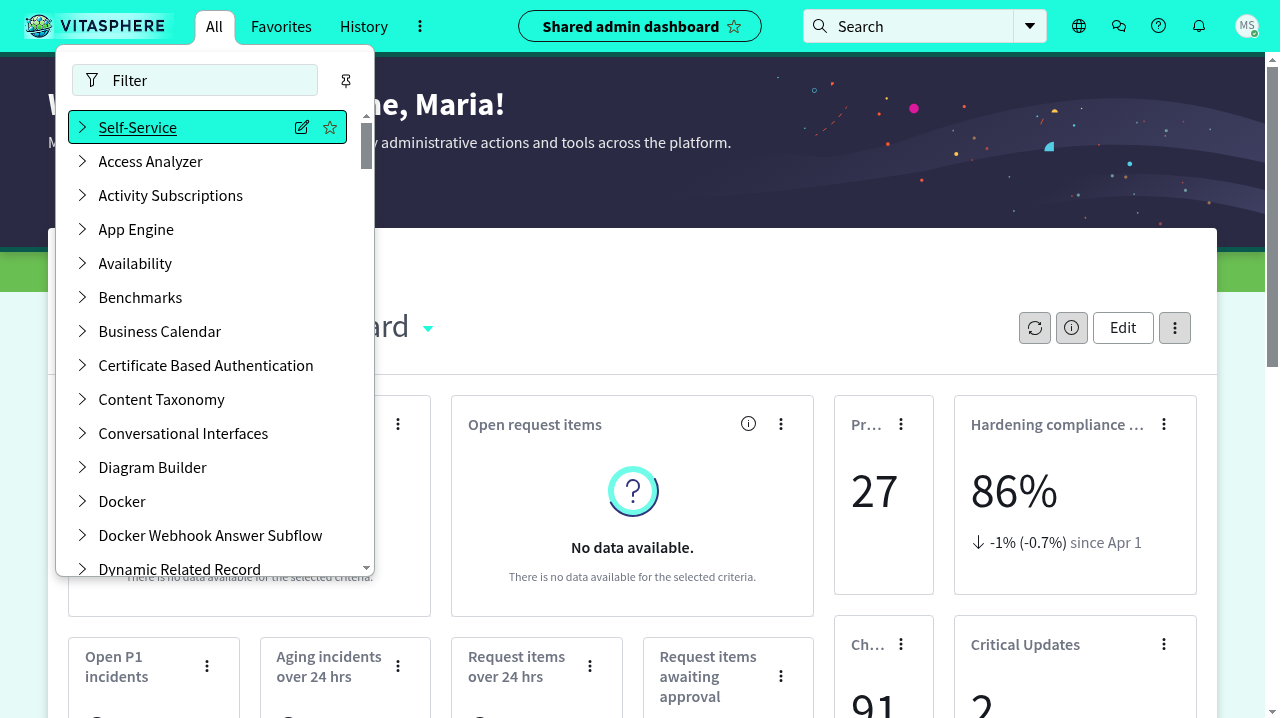 VITASPHERE
All
Favorites
History
Shared admin dashboard
Search
MS
Filter
ne, Maria!
administrative actions and tools across the platform.
Self-Service
Access Analyzer
Activity Subscriptions
App Engine
Availability
Benchmarks
Business Calendar
Certificate Based Authentication
Content Taxonomy
Conversational Interfaces
Diagram Builder
Docker
Docker Webhook Answer Subflow
Dynamic Related Record
ard
Edit
Open request items
No data available.
There is no data available for the selected criteria.
There is no data available for the selected criteria.
Pr...
27
Hardening compliance ...
86%
-1% (-0.7%) since Apr 1
Open P1
incidents
Aging incidents
over 24 hrs
Request items
over 24 hrs
Request items
awaiting
approval
Ch...
91
Critical Updates
2